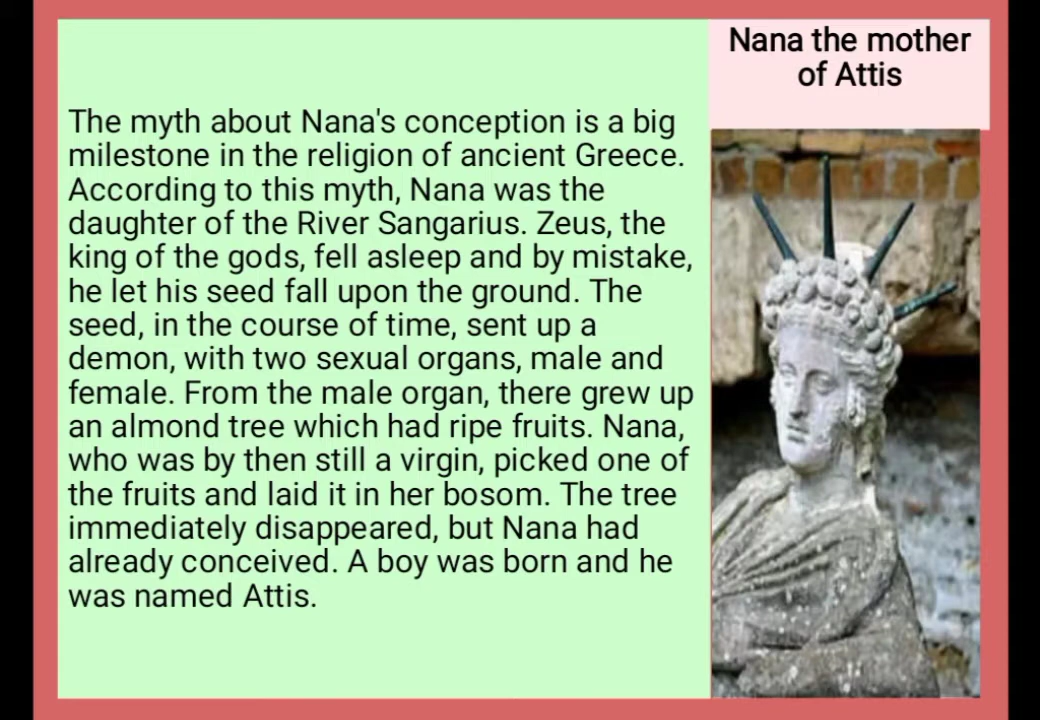 Nana the mother
of Attis
The myth about Nana's conception is a big
milestone in the religion of ancient Greece.
According to this myth, Nana was the
daughter of the River Sangarius. Zeus, the
king of the gods, fell asleep and by mistake,
he let his seed fall upon the ground. The
seed, in the course of time, sent up a
demon, with two sexual organs, male and
female. From the male organ, there grew up
an almond tree which had ripe fruits. Nana,
who was by then still a virgin, picked one of
the fruits and laid it in her bosom. The tree
immediately disappeared, but Nana had
already conceived. A boy was born and he
was named Attis.